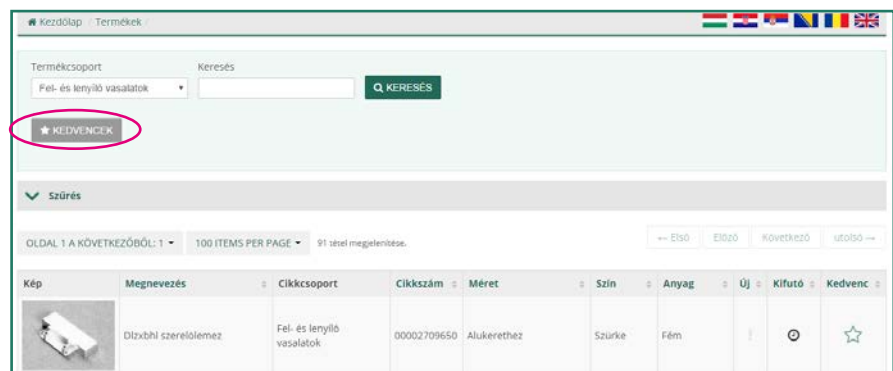 Kezdőlap / Termékek /
Termékcsoport Keresés
Fel- és lenyíló vasalatok KERESÉS
KEDVENCEK
Szűrés
OLDAL 1 A KÖVETKEZŐBŐL: 1 100 ITEMS PER PAGE 91 tétel megjelenítése. ← Első Előző Következő utolsó →
Kép Megnevezés Cikkcsoport Cikkszám Méret Szín Anyag Új Kifutó Kedvenc
Dlzxbhl szerelőlemez Fel- és lenyíló 00002709650 Alukerethez Szürke Fém
vasalatok